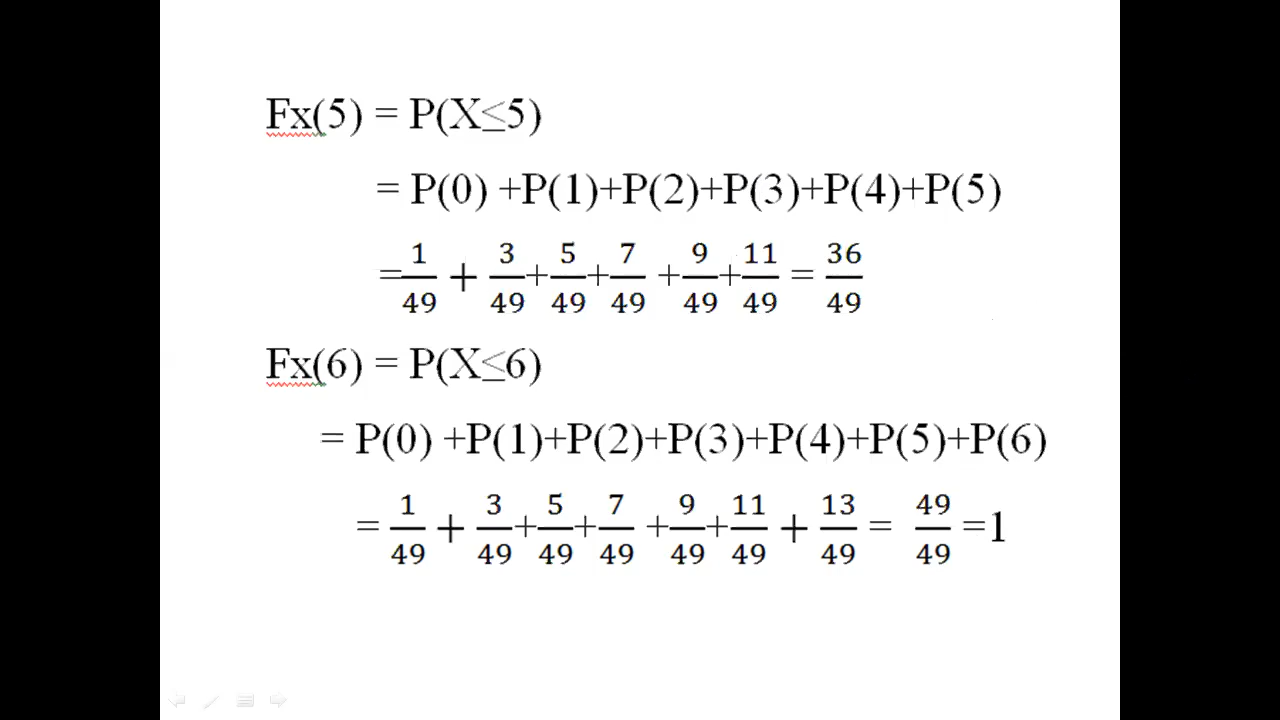 Fx(5) = P(X≤5)
= P(0) +P(1)+P(2)+P(3)+P(4)+P(5)
= 1/49 + 3/49 + 5/49 + 7/49 + 9/49 + 11/49 = 36/49
Fx(6) = P(X≤6)
= P(0) +P(1)+P(2)+P(3)+P(4)+P(5)+P(6)
= 1/49 + 3/49 + 5/49 + 7/49 + 9/49 + 11/49 + 13/49 = 49/49 =1